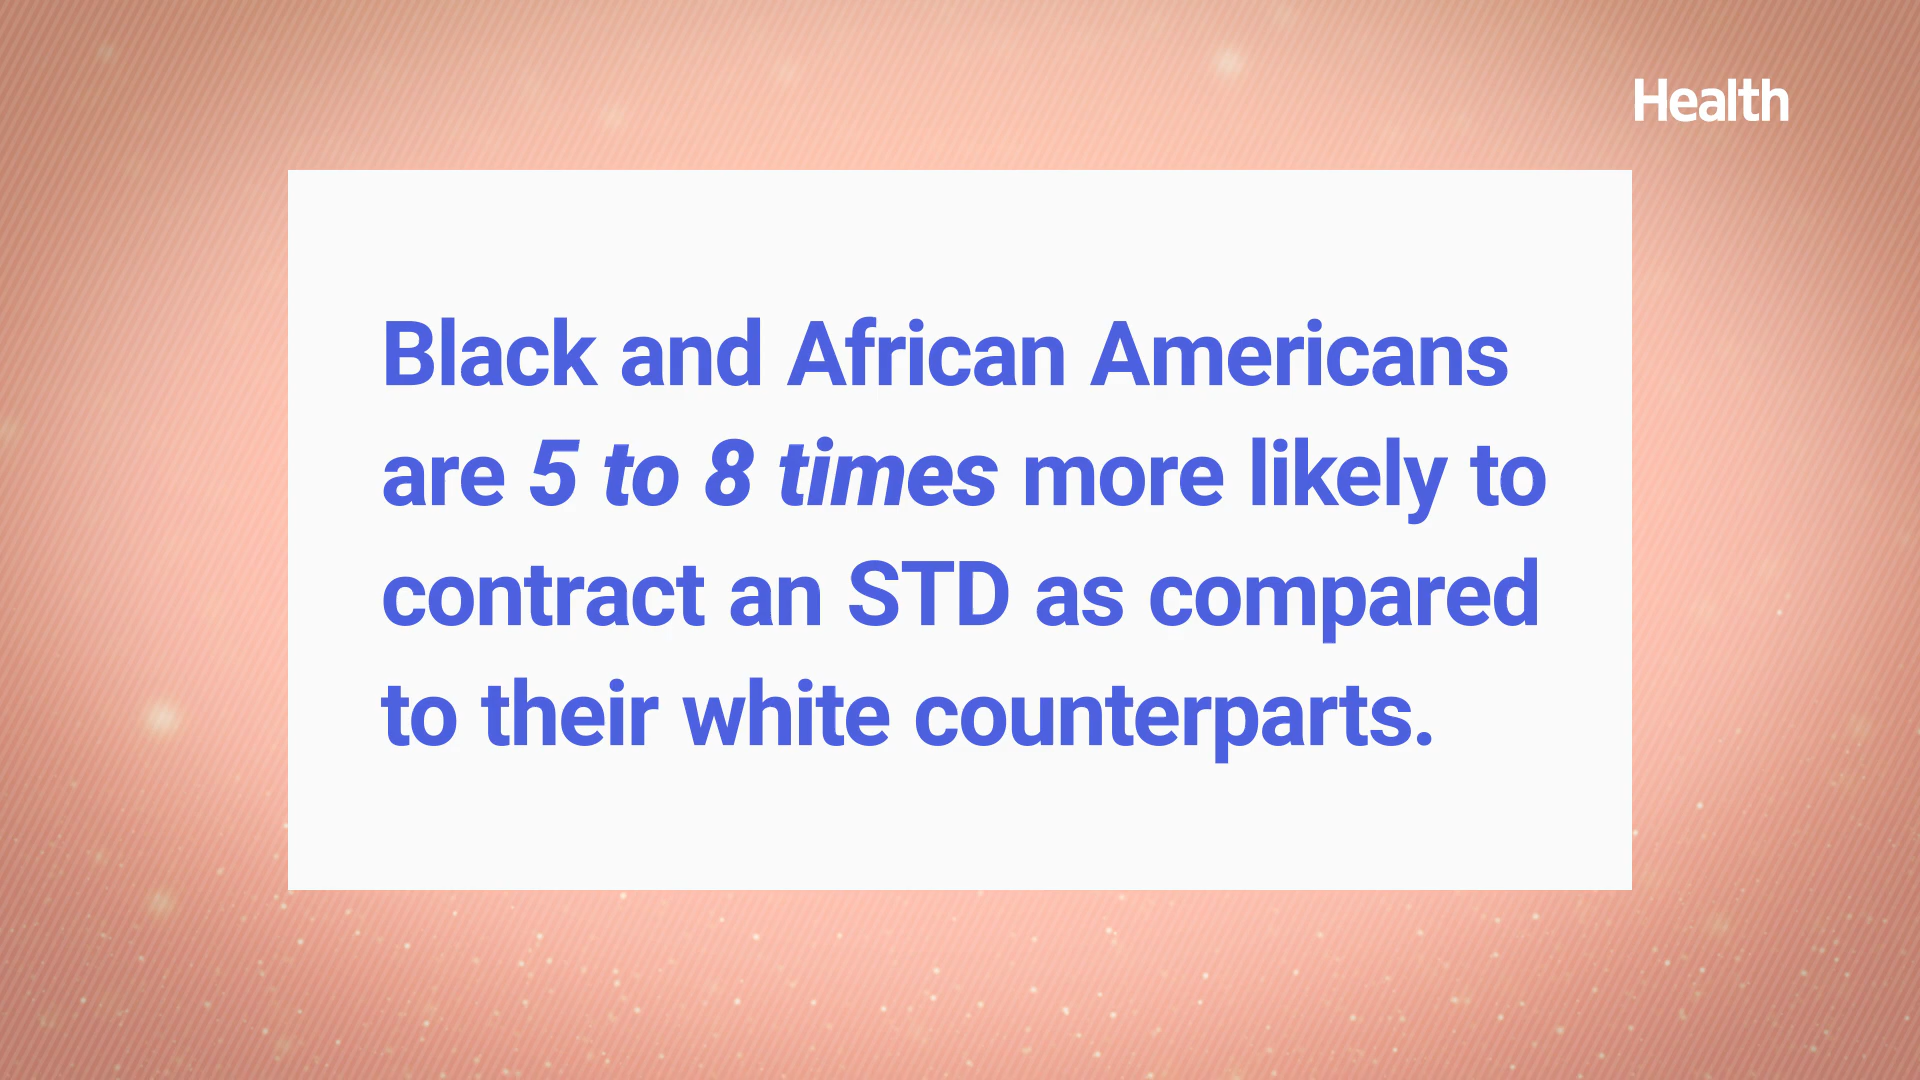 Health
Black and African Americans
are 5 to 8 times more likely to
contract an STD as compared
to their white counterparts.